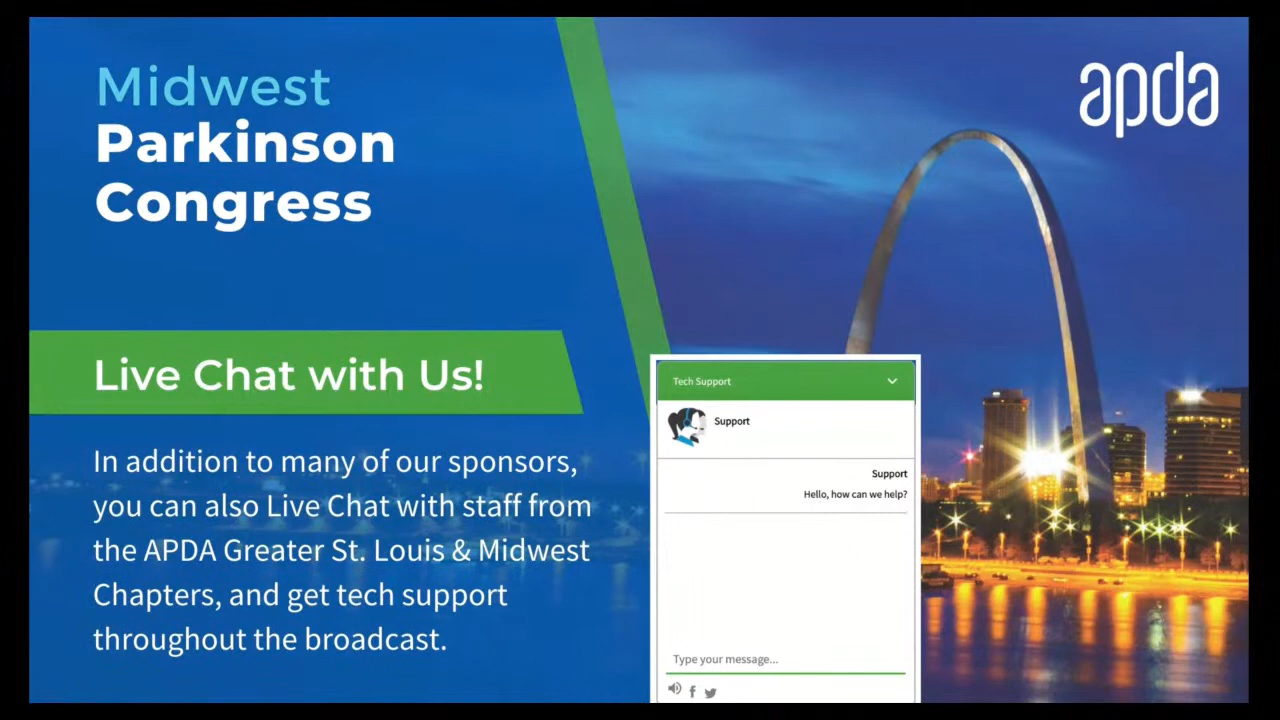 Midwest
Parkinson
Congress
apda
Live Chat with Us!
In addition to many of our sponsors,
you can also Live Chat with staff from
the APDA Greater St. Louis & Midwest
Chapters, and get tech support
throughout the broadcast.
Tech Support
Support
Support
Hello, how can we help?
Type your message...